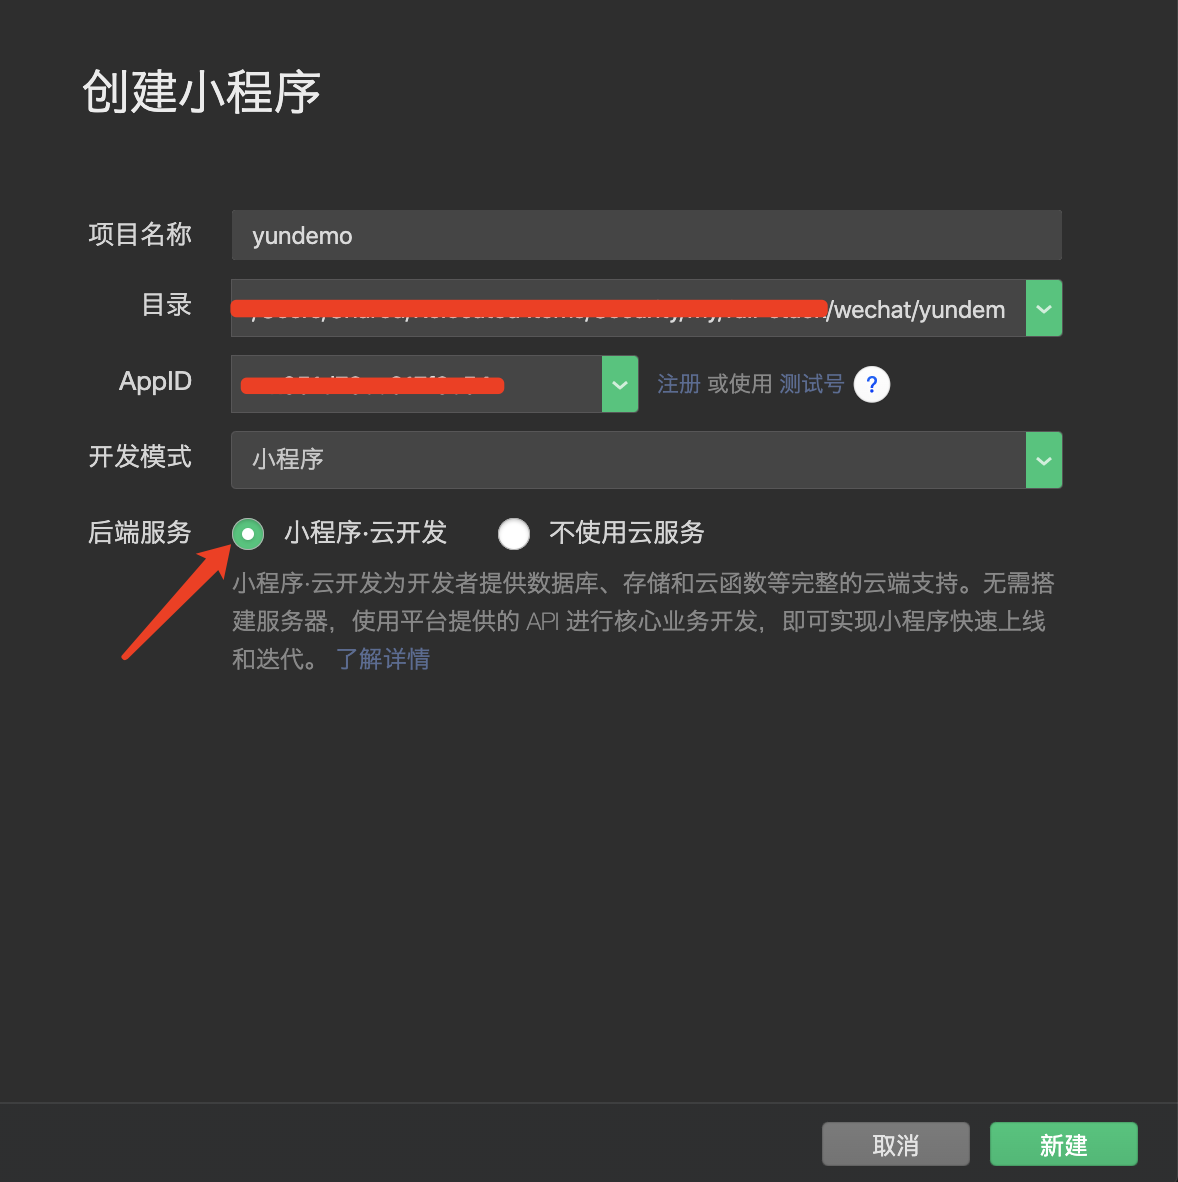 创建小程序
项目名称 yundemo
目录 /wechat/yundem
AppID 注册 或使用 测试号 ?
开发模式 小程序
后端服务 小程序·云开发 不使用云服务
小程序·云开发为开发者提供数据库、存储和云函数等完整的云端支持。无需搭
建服务器，使用平台提供的 API 进行核心业务开发，即可实现小程序快速上线
和迭代。 了解详情
取消 新建